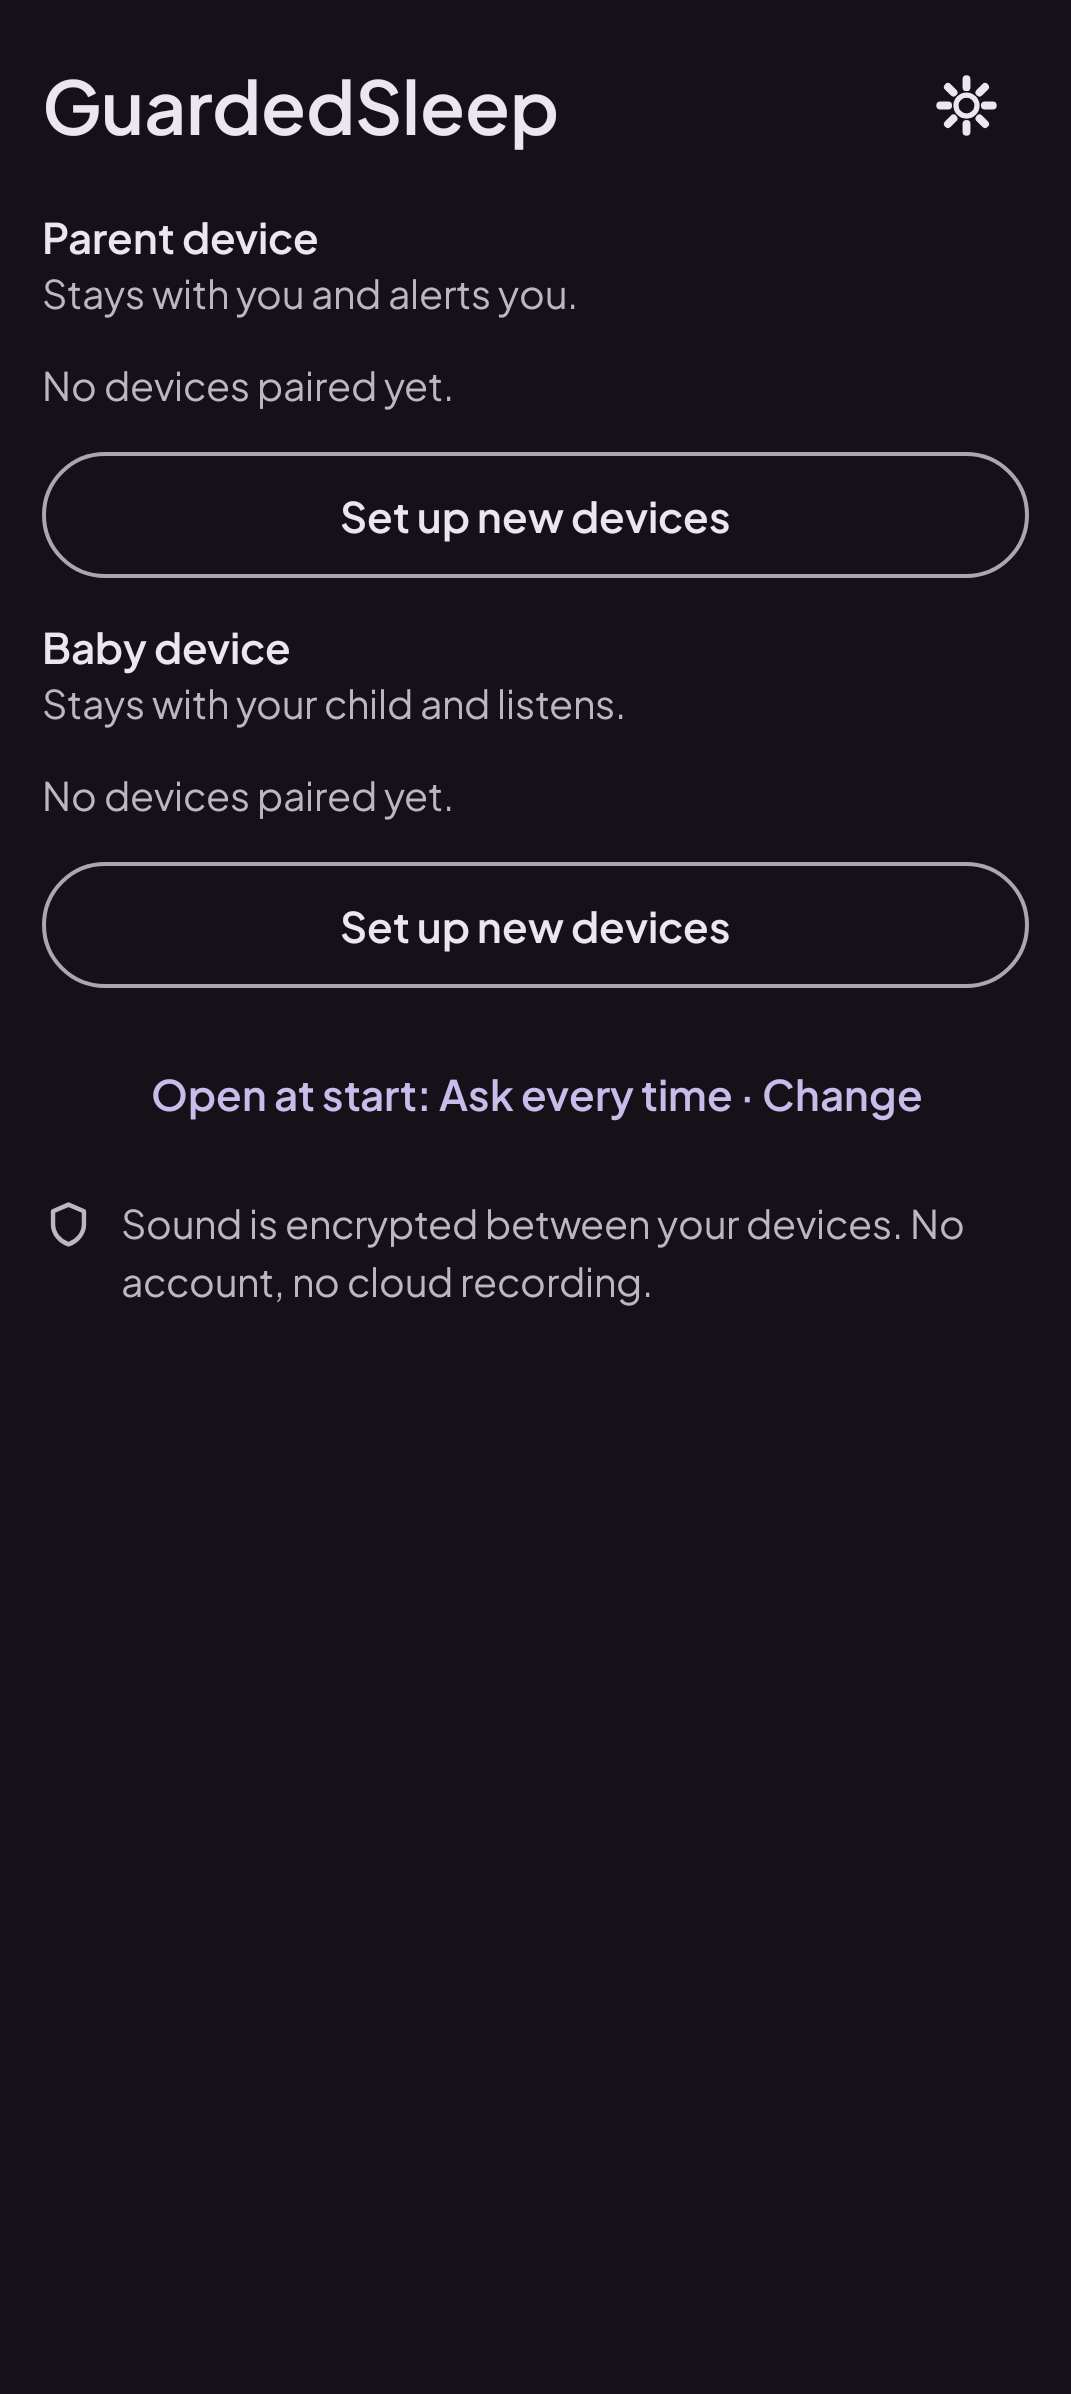 GuardedSleep
Parent device
Stays with you and alerts you.
No devices paired yet.
Set up new devices
Baby device
Stays with your child and listens.
No devices paired yet.
Set up new devices
Open at start: Ask every time · Change
Sound is encrypted between your devices. No
account, no cloud recording.